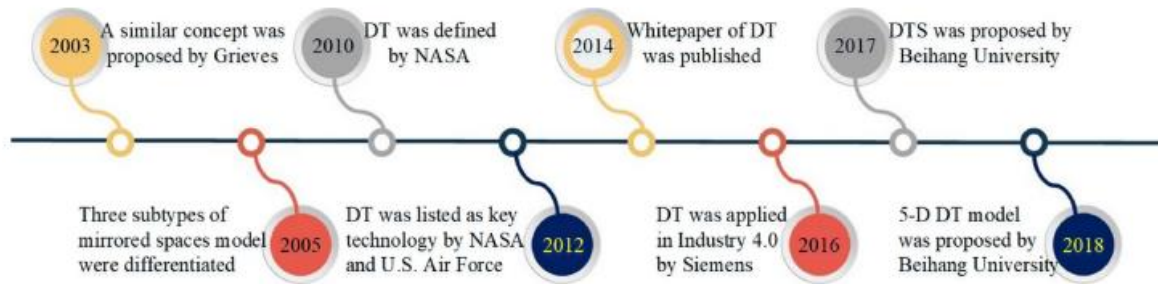 2003
A similar concept was
proposed by Grieves
2010
DT was defined
by NASA
2014
Whitepaper of DT
was published
2017
DTS was proposed by
Beihang University
Three subtypes of
mirrored spaces model
were differentiated
2005
DT was listed as key
technology by NASA
and U.S. Air Force
2012
DT was applied
in Industry 4.0
by Siemens
2016
5-D DT model
was proposed by
Beihang University
2018